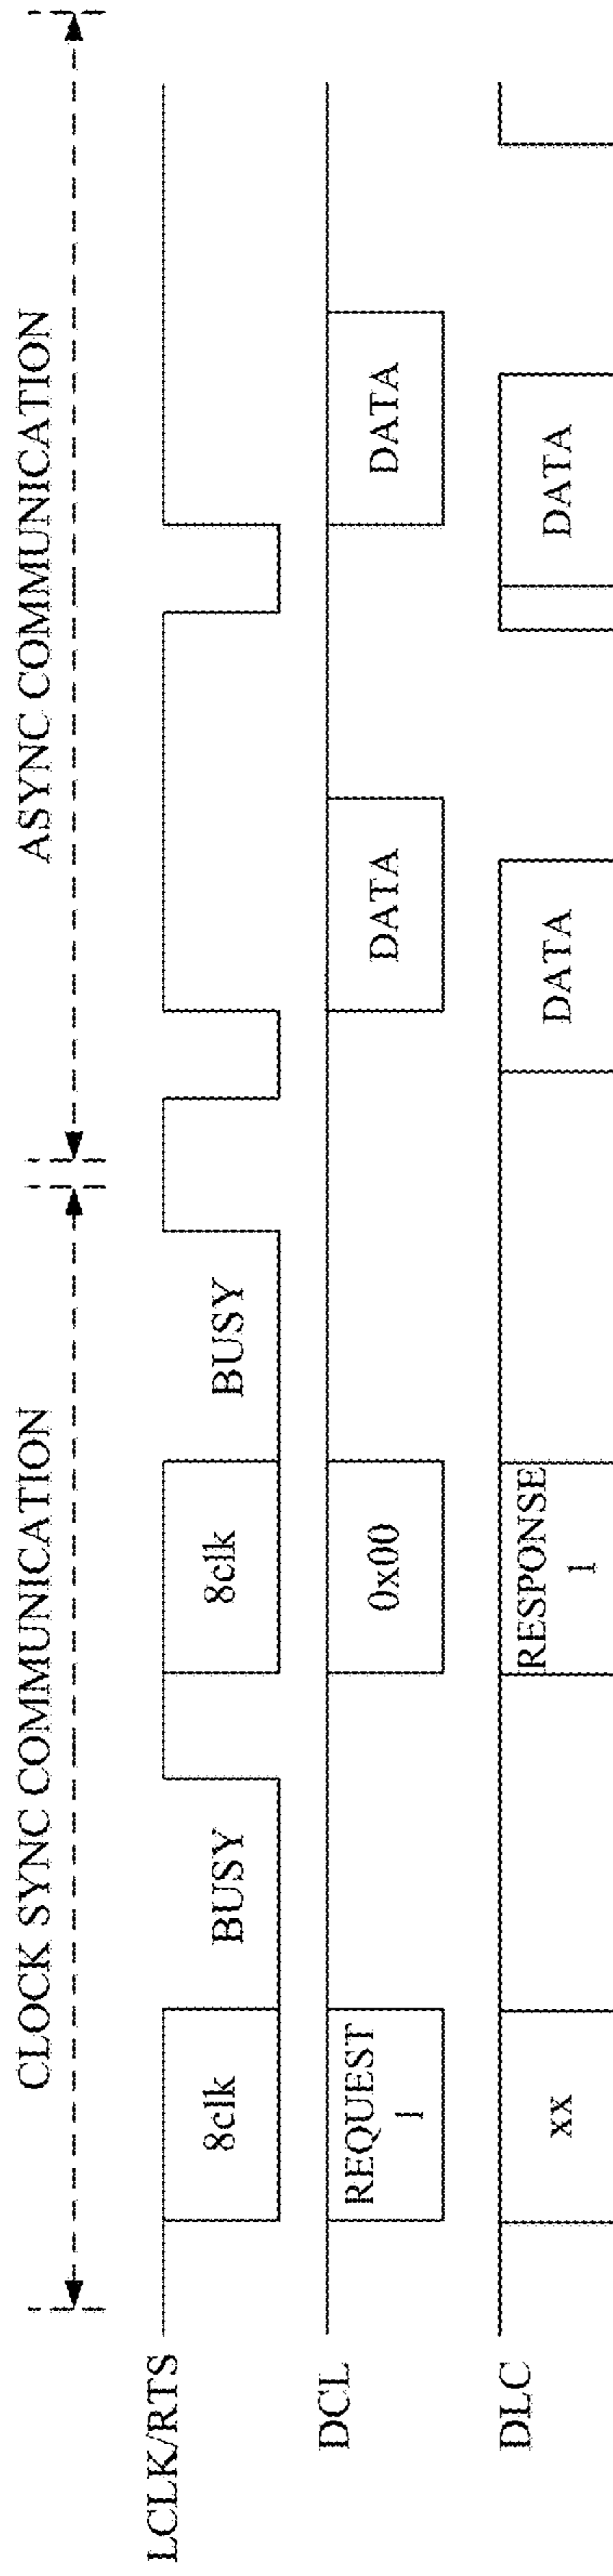 CLOCK SYNC COMMUNICATION
ASYNC COMMUNICATION
LCLK/RTS
8clk
BUSY
8clk
BUSY
DCL
REQUEST
1
0x00
DATA
DATA
DLC
xx
RESPONSE
1
DATA
DATA